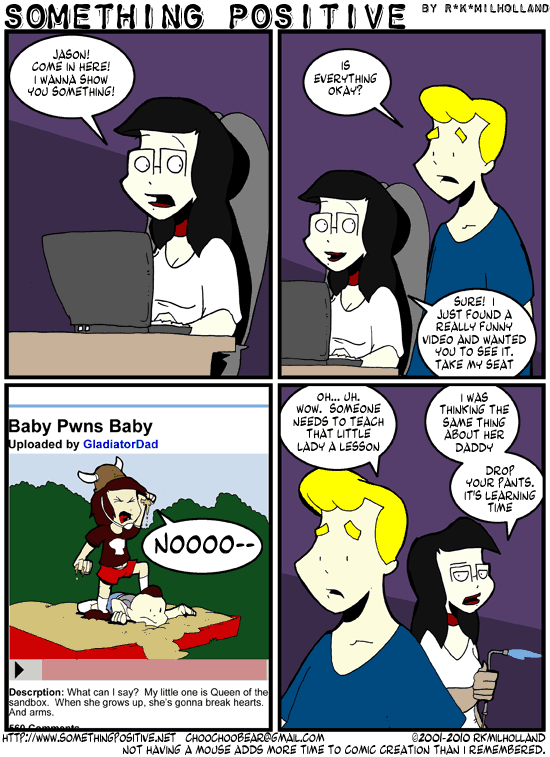 SOMETHING POSITIVE BY R*K*MILHOLLAND
JASON!
COME IN HERE!
I WANNA SHOW
YOU SOMETHING!
IS
EVERYTHING
OKAY?
SURE! I
JUST FOUND A
REALLY FUNNY
VIDEO AND WANTED
YOU TO SEE IT.
TAKE MY SEAT
Baby Pwns Baby
Uploaded by GladiatorDad
NOOOO--
Descrption: What can I say? My little one is Queen of the
sandbox. When she grows up, she's gonna break hearts.
And arms.
560 Comments
OH... UH.
WOW. SOMEONE
NEEDS TO TEACH
THAT LITTLE
LADY A LESSON
I WAS
THINKING THE
SAME THING
ABOUT HER
DADDY
DROP
YOUR PANTS.
IT'S LEARNING
TIME
HTTP://WWW.SOMETHINGPOSITIVE.NET CHOOCHOOBEAR@GMAIL.COM ©2001-2010 RKMILHOLLAND
NOT HAVING A MOUSE ADDS MORE TIME TO COMIC CREATION THAN I REMEMBERED.